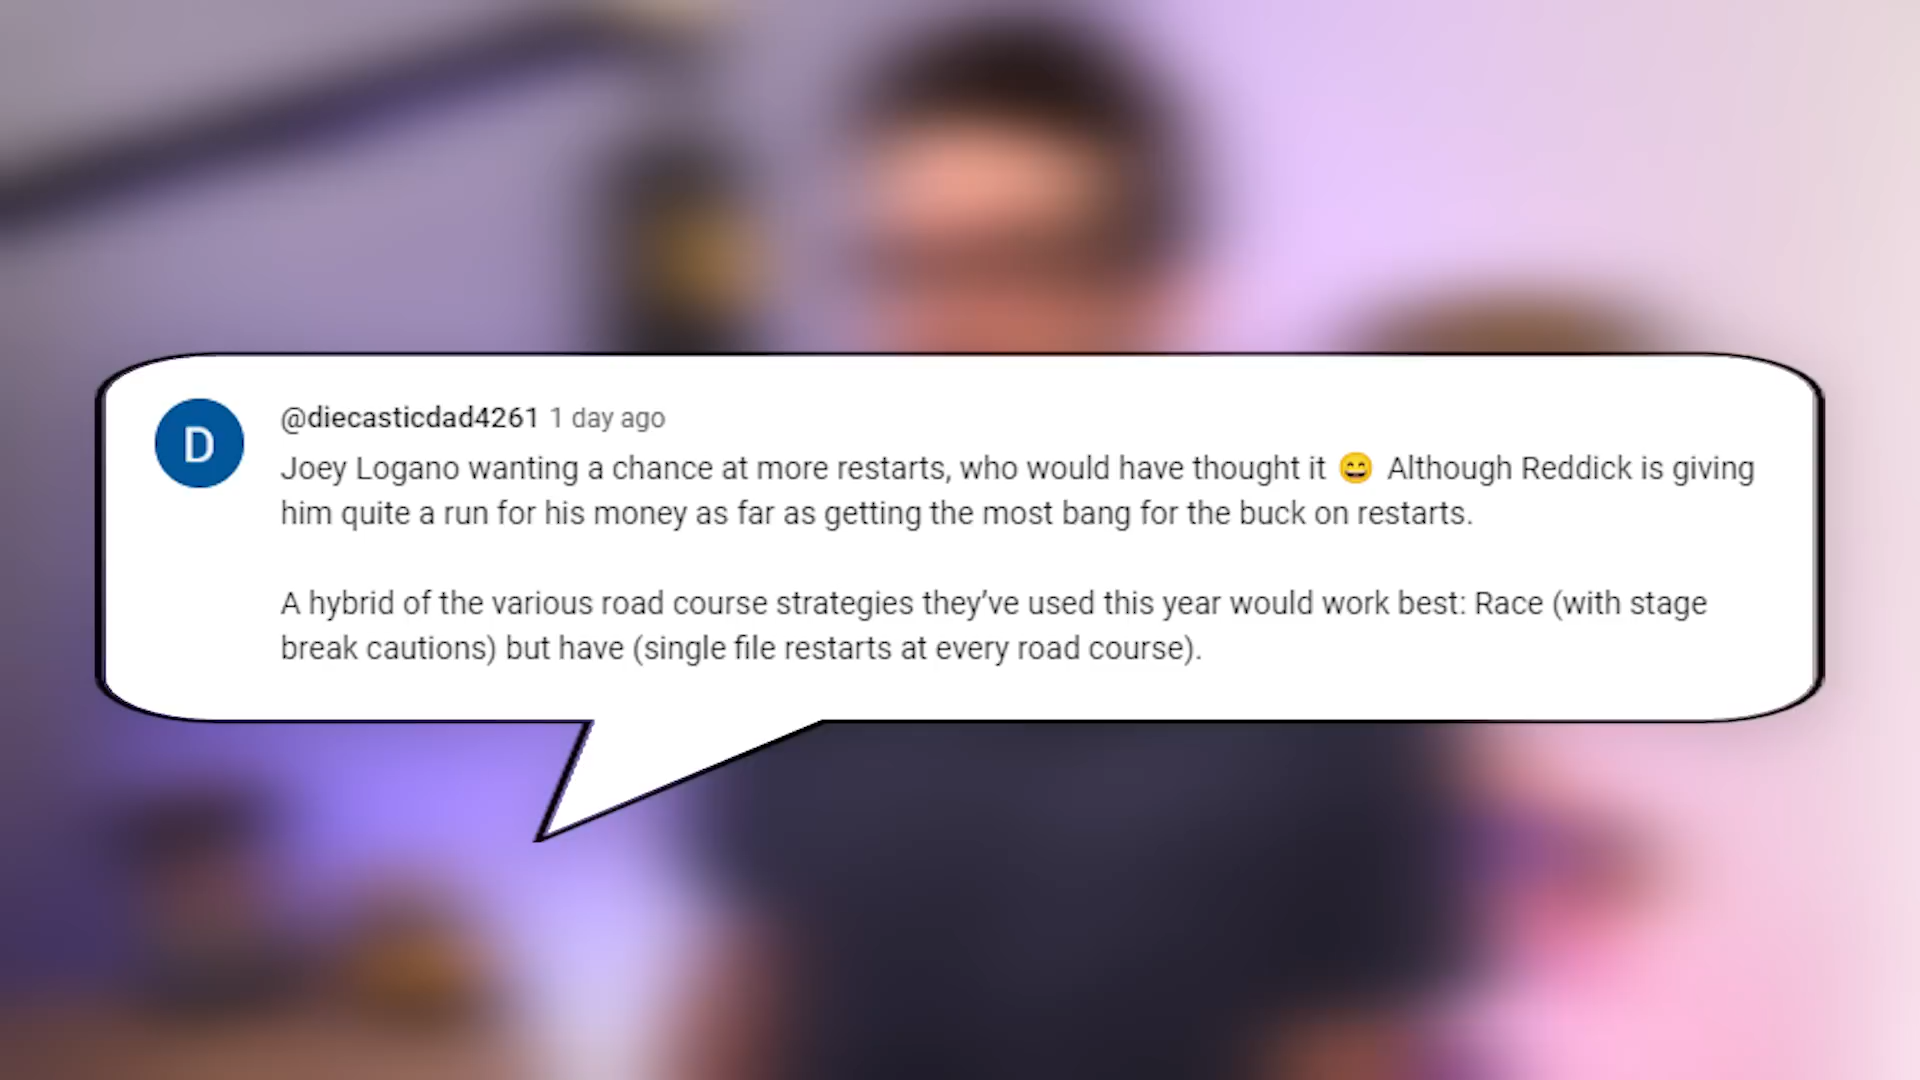 D
@diecasticdad4261 1 day ago
Joey Logano wanting a chance at more restarts, who would have thought it 😄 Although Reddick is giving
him quite a run for his money as far as getting the most bang for the buck on restarts.
A hybrid of the various road course strategies they’ve used this year would work best: Race (with stage
break cautions) but have (single file restarts at every road course).